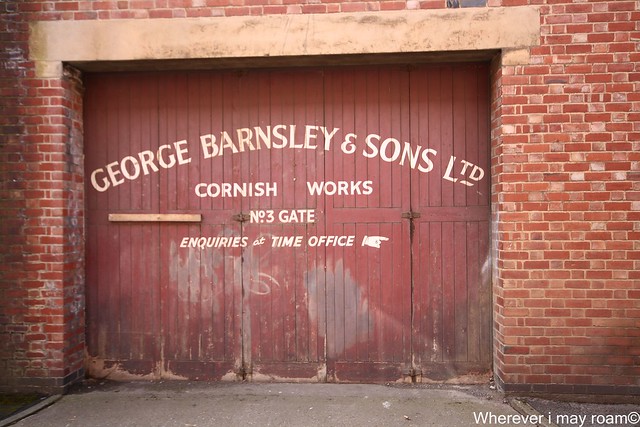 GEORGE BARNSLEY & SONS LTD
CORNISH WORKS
Nº3 GATE
ENQUIRIES at TIME OFFICE
Wherever i may roam©